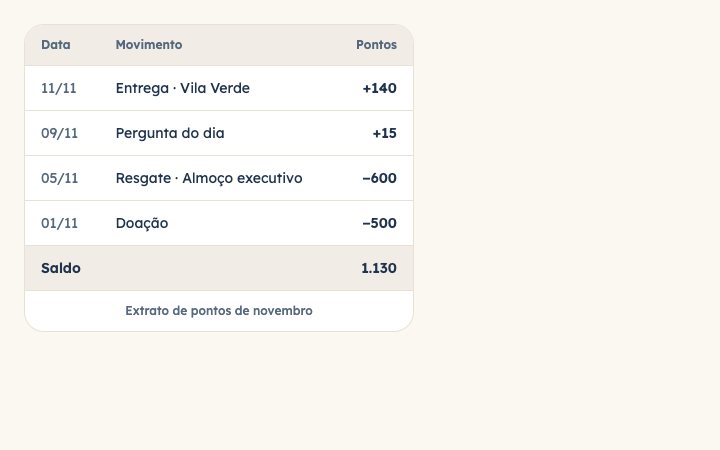 Data Movimento Pontos
11/11 Entrega · Vila Verde +140
09/11 Pergunta do dia +15
05/11 Resgate · Almoço executivo −600
01/11 Doação −500
Saldo 1.130
Extrato de pontos de novembro